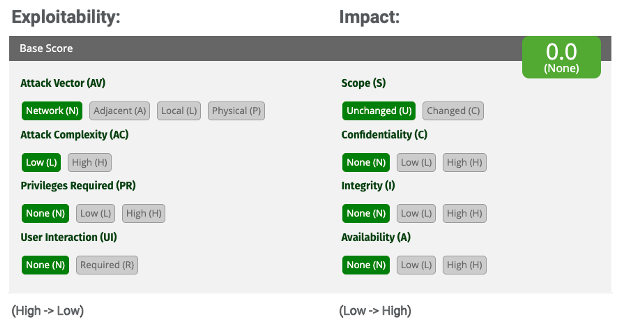 Exploitability: Impact:
Base Score
0.0
(None)
Attack Vector (AV)
Network (N) Adjacent (A) Local (L) Physical (P)
Attack Complexity (AC)
Low (L) High (H)
Privileges Required (PR)
None (N) Low (L) High (H)
User Interaction (UI)
None (N) Required (R)
Scope (S)
Unchanged (U) Changed (C)
Confidentiality (C)
None (N) Low (L) High (H)
Integrity (I)
None (N) Low (L) High (H)
Availability (A)
None (N) Low (L) High (H)
(High -> Low) (Low -> High)